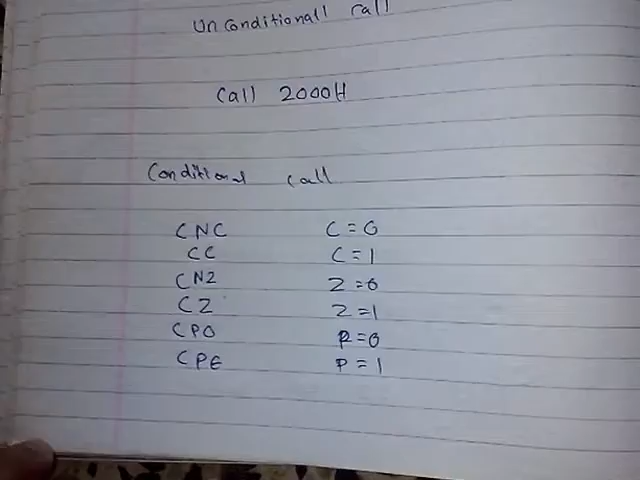 Unconditionall call
Call 2000H
Conditional call
CNC C = 0
CC C = 1
CNZ Z = 0
CZ Z = 1
CPO P = 0
CPE P = 1